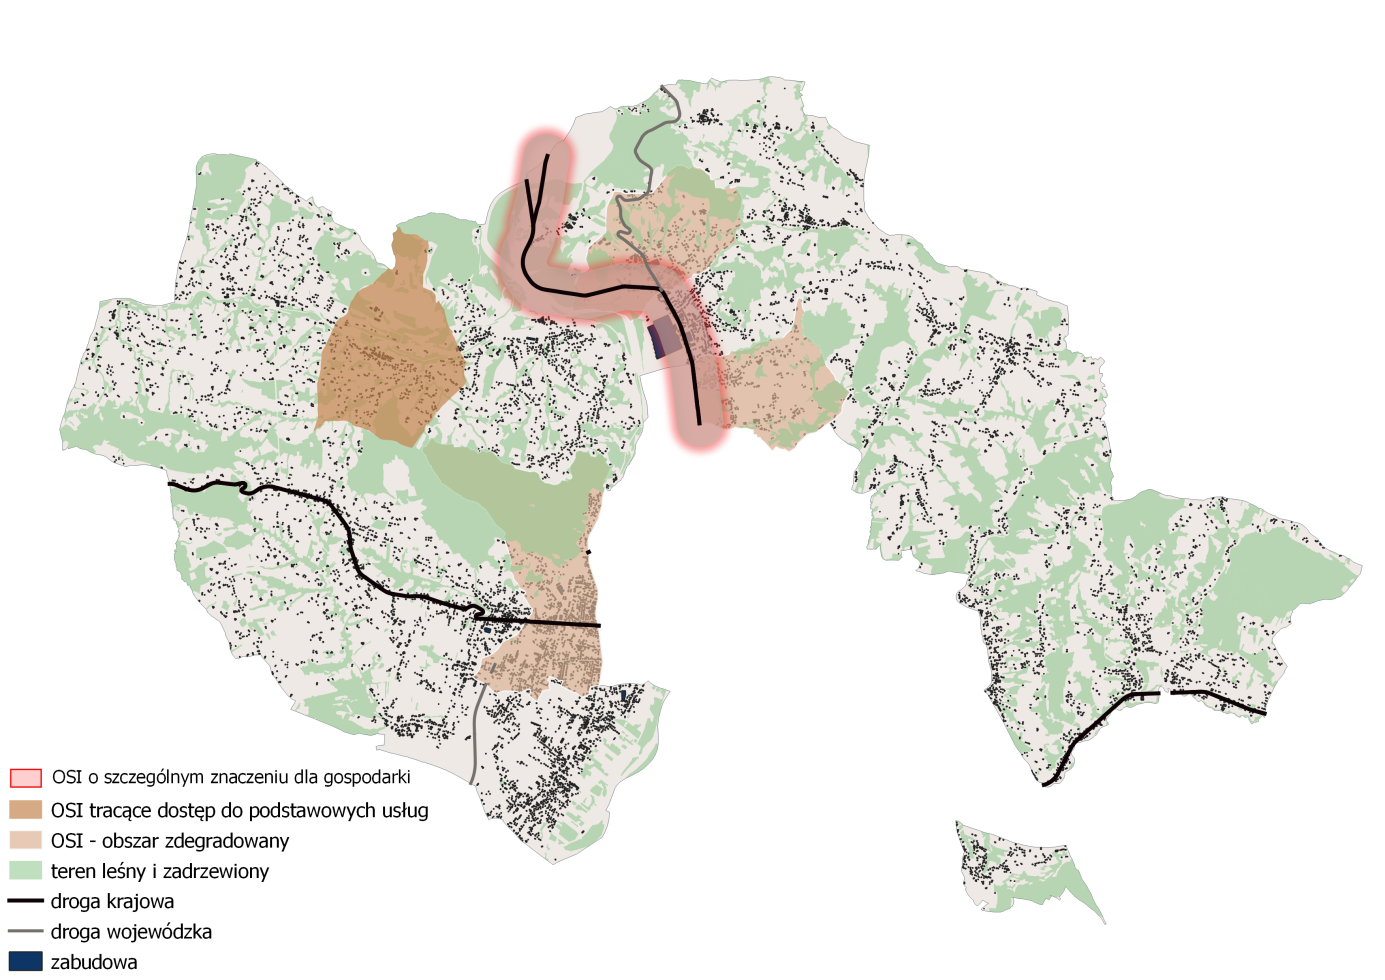 OSI o szczególnym znaczeniu dla gospodarki
OSI tracące dostęp do podstawowych usług
OSI - obszar zdegradowany
teren leśny i zadrzewiony
droga krajowa
droga wojewódzka
zabudowa